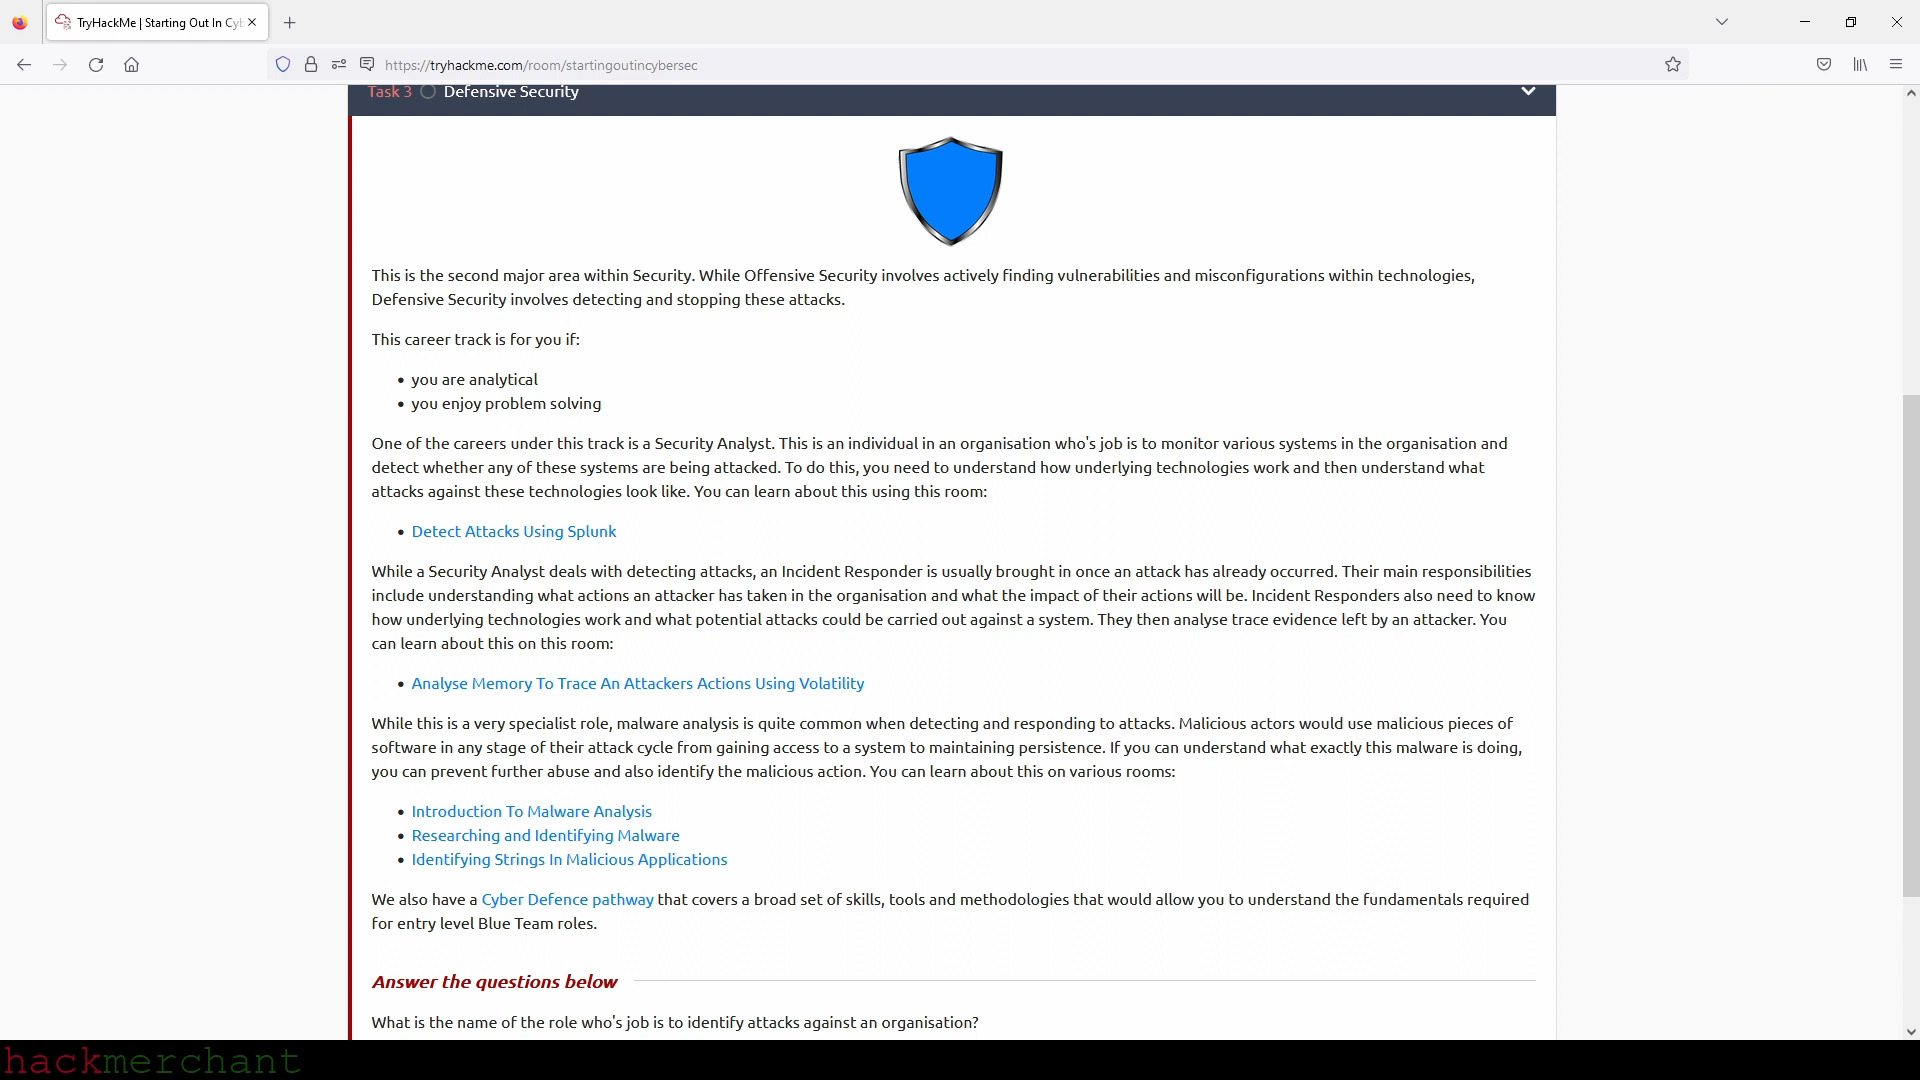 TryHackMe | Starting Out In Cyb
https://tryhackme.com/room/startingoutincybersec
Task 3 Defensive Security
This is the second major area within Security. While Offensive Security involves actively finding vulnerabilities and misconfigurations within technologies,
Defensive Security involves detecting and stopping these attacks.
This career track is for you if:
• you are analytical
• you enjoy problem solving
One of the careers under this track is a Security Analyst. This is an individual in an organisation who's job is to monitor various systems in the organisation and
detect whether any of these systems are being attacked. To do this, you need to understand how underlying technologies work and then understand what
attacks against these technologies look like. You can learn about this using this room:
• Detect Attacks Using Splunk
While a Security Analyst deals with detecting attacks, an Incident Responder is usually brought in once an attack has already occurred. Their main responsibilities
include understanding what actions an attacker has taken in the organisation and what the impact of their actions will be. Incident Responders also need to know
how underlying technologies work and what potential attacks could be carried out against a system. They then analyse trace evidence left by an attacker. You
can learn about this on this room:
• Analyse Memory To Trace An Attackers Actions Using Volatility
While this is a very specialist role, malware analysis is quite common when detecting and responding to attacks. Malicious actors would use malicious pieces of
software in any stage of their attack cycle from gaining access to a system to maintaining persistence. If you can understand what exactly this malware is doing,
you can prevent further abuse and also identify the malicious action. You can learn about this on various rooms:
• Introduction To Malware Analysis
• Researching and Identifying Malware
• Identifying Strings In Malicious Applications
We also have a Cyber Defence pathway that covers a broad set of skills, tools and methodologies that would allow you to understand the fundamentals required
for entry level Blue Team roles.
Answer the questions below
What is the name of the role who's job is to identify attacks against an organisation?
hackmerchant